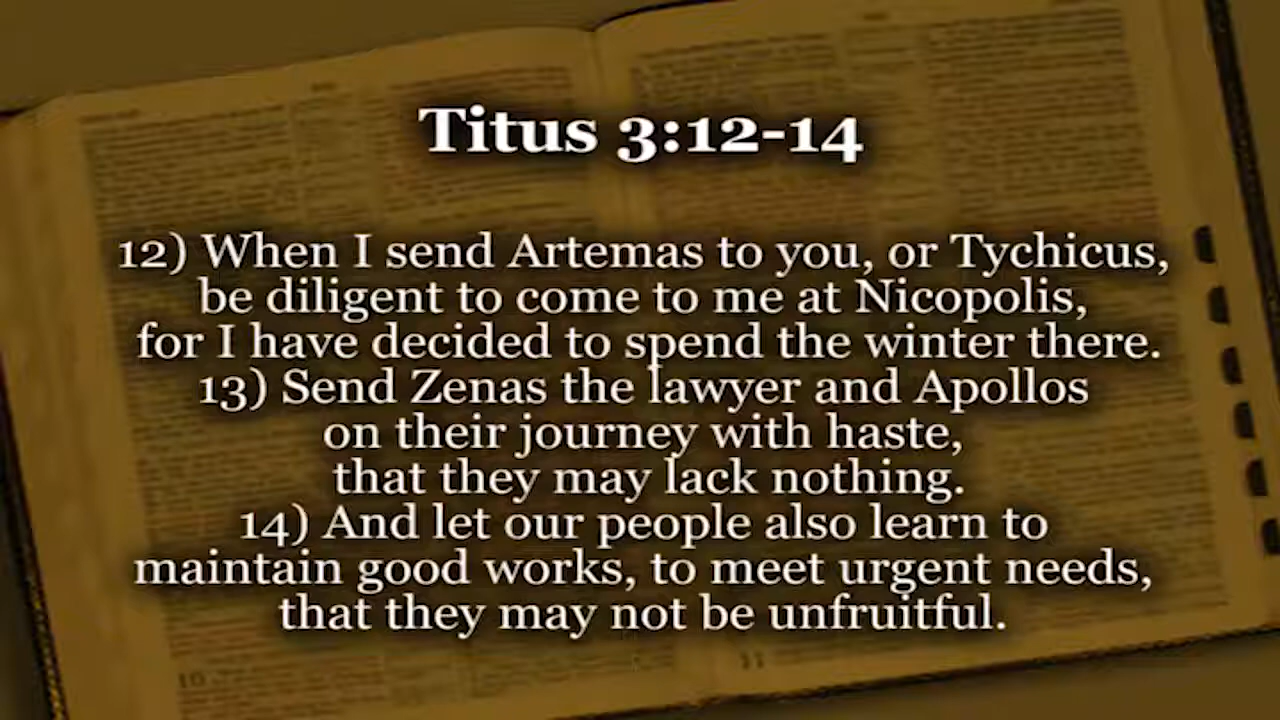 Titus 3:12-14
12) When I send Artemas to you, or Tychicus,
be diligent to come to me at Nicopolis,
for I have decided to spend the winter there.
13) Send Zenas the lawyer and Apollos
on their journey with haste,
that they may lack nothing.
14) And let our people also learn to
maintain good works, to meet urgent needs,
that they may not be unfruitful.